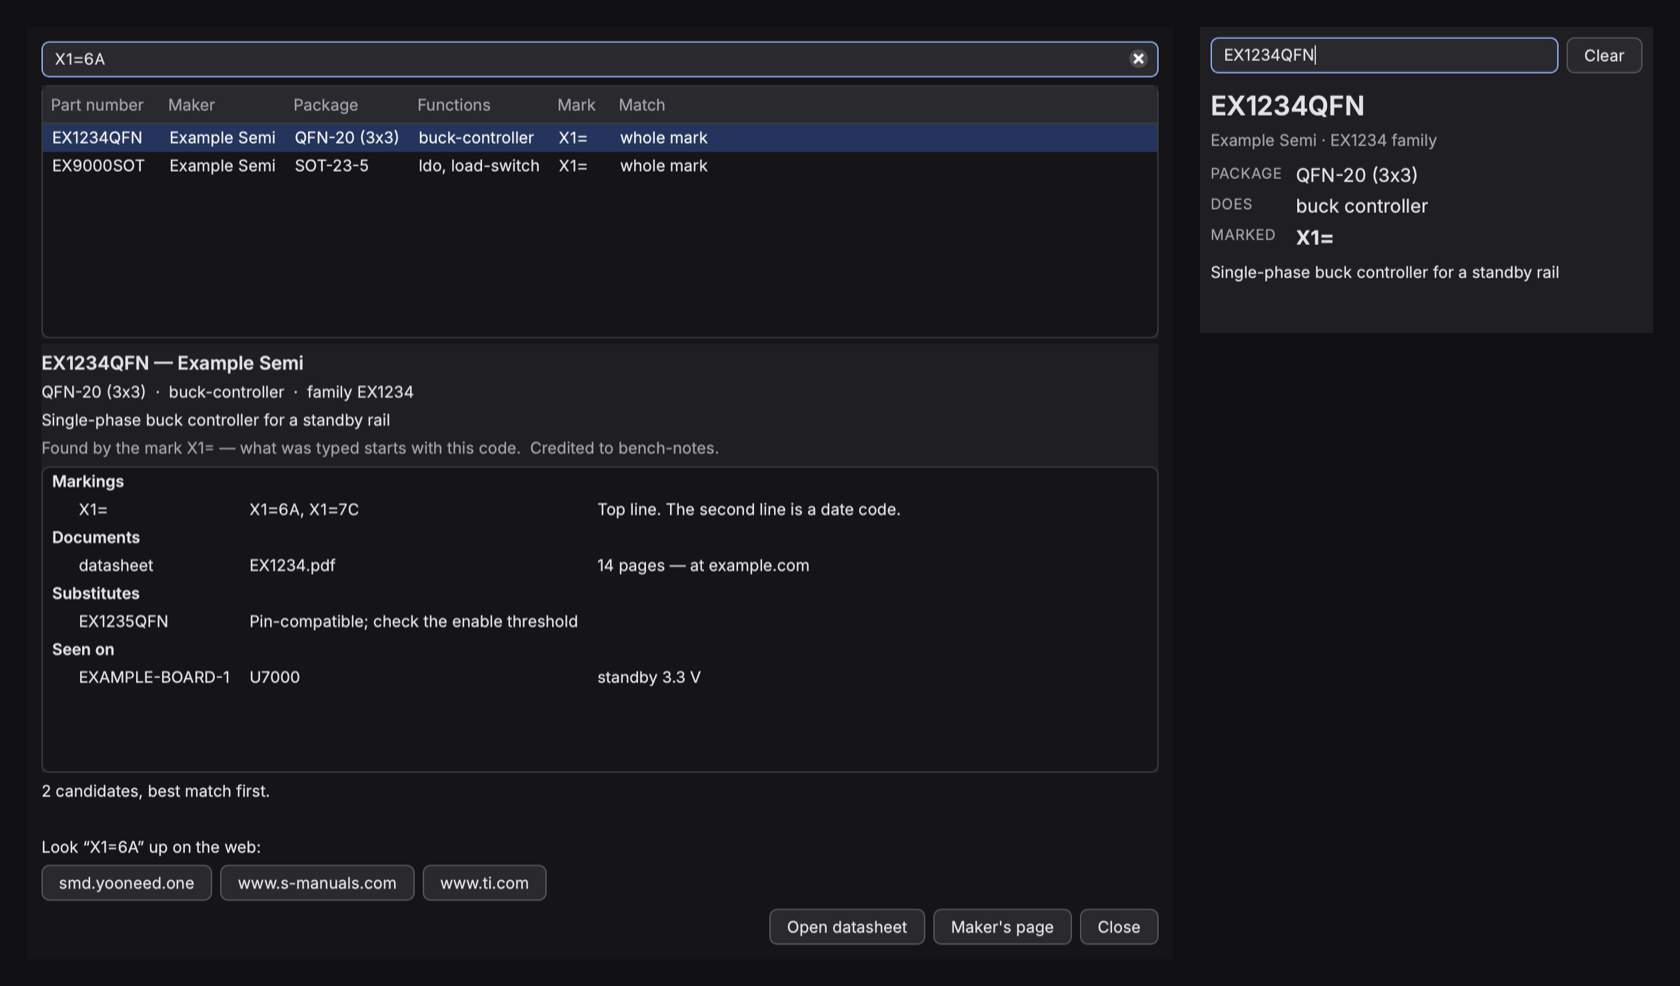 X1=6A
Part number Maker Package Functions Mark Match
EX1234QFN Example Semi QFN-20 (3x3) buck-controller X1= whole mark
EX9000SOT Example Semi SOT-23-5 ldo, load-switch X1= whole mark
EX1234QFN — Example Semi
QFN-20 (3x3) · buck-controller · family EX1234
Single-phase buck controller for a standby rail
Found by the mark X1= — what was typed starts with this code. Credited to bench-notes.
Markings
X1= X1=6A, X1=7C Top line. The second line is a date code.
Documents
datasheet EX1234.pdf 14 pages — at example.com
Substitutes
EX1235QFN Pin-compatible; check the enable threshold
Seen on
EXAMPLE-BOARD-1 U7000 standby 3.3 V
2 candidates, best match first.
Look “X1=6A” up on the web:
smd.yooneed.one www.s-manuals.com www.ti.com
Open datasheet Maker's page Close
EX1234QFN Clear
EX1234QFN
Example Semi · EX1234 family
PACKAGE QFN-20 (3x3)
DOES buck controller
MARKED X1=
Single-phase buck controller for a standby rail